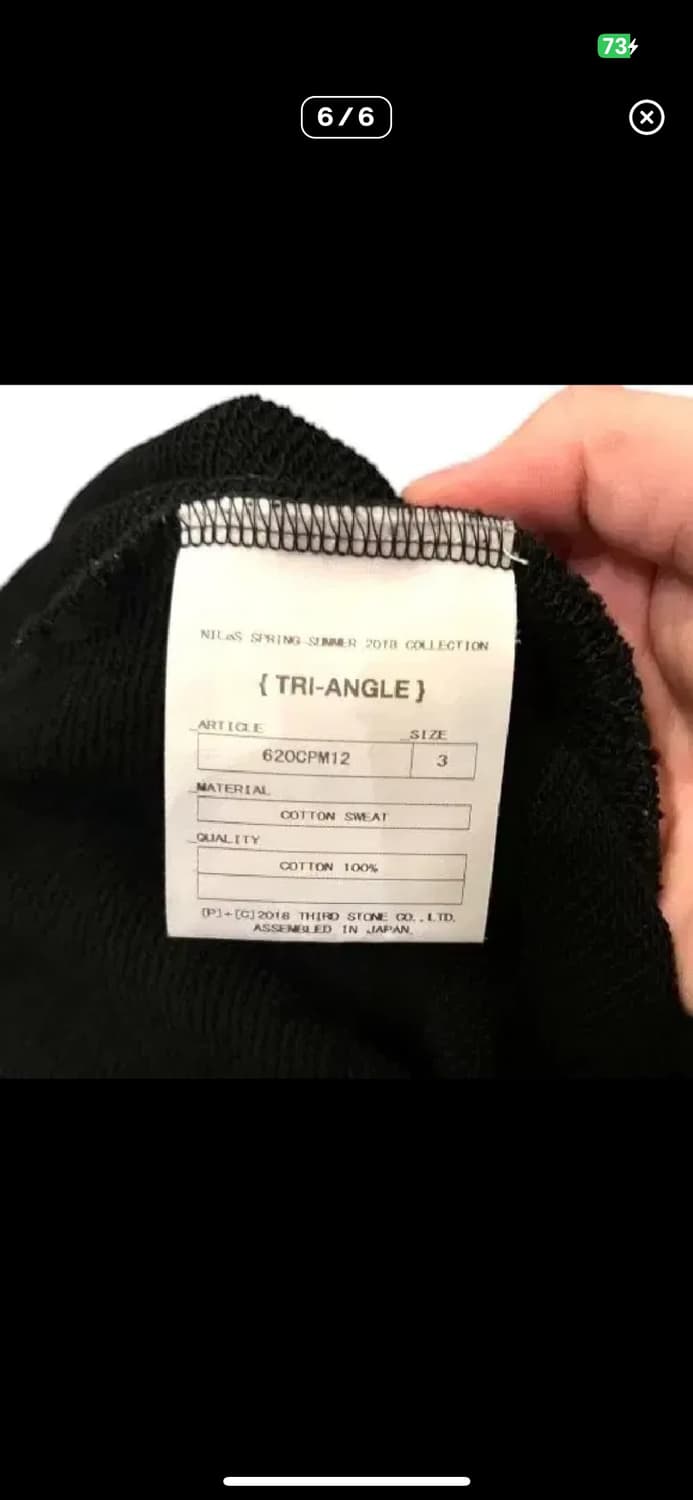 73
6/6
NILøS SPRING-SUMMER 2018 COLLECTION
{ TRI-ANGLE }
ARTICLE
SIZE
620CPM12
3
MATERIAL
COTTON SWEAT
QUALITY
COTTON 100%
(P)+(C)2018 THIRD STONE CO.,LTD.
ASSEMBLED IN JAPAN.